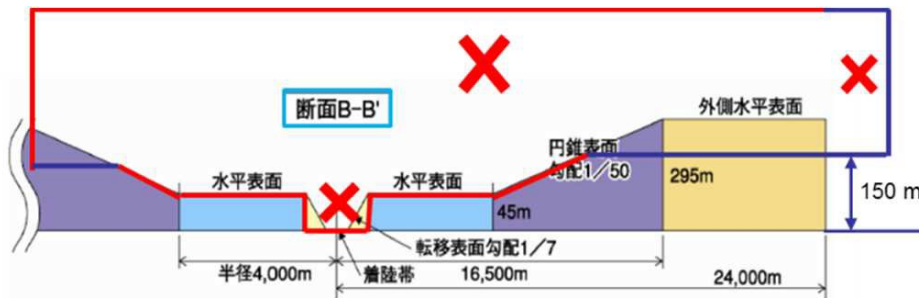 断面B-B'
外側水平表面
円錐表面
勾配1/50
水平表面
水平表面
295m
45m
150 m
転移表面勾配1/7
半径4,000m
着陸帯
16,500m
24,000m